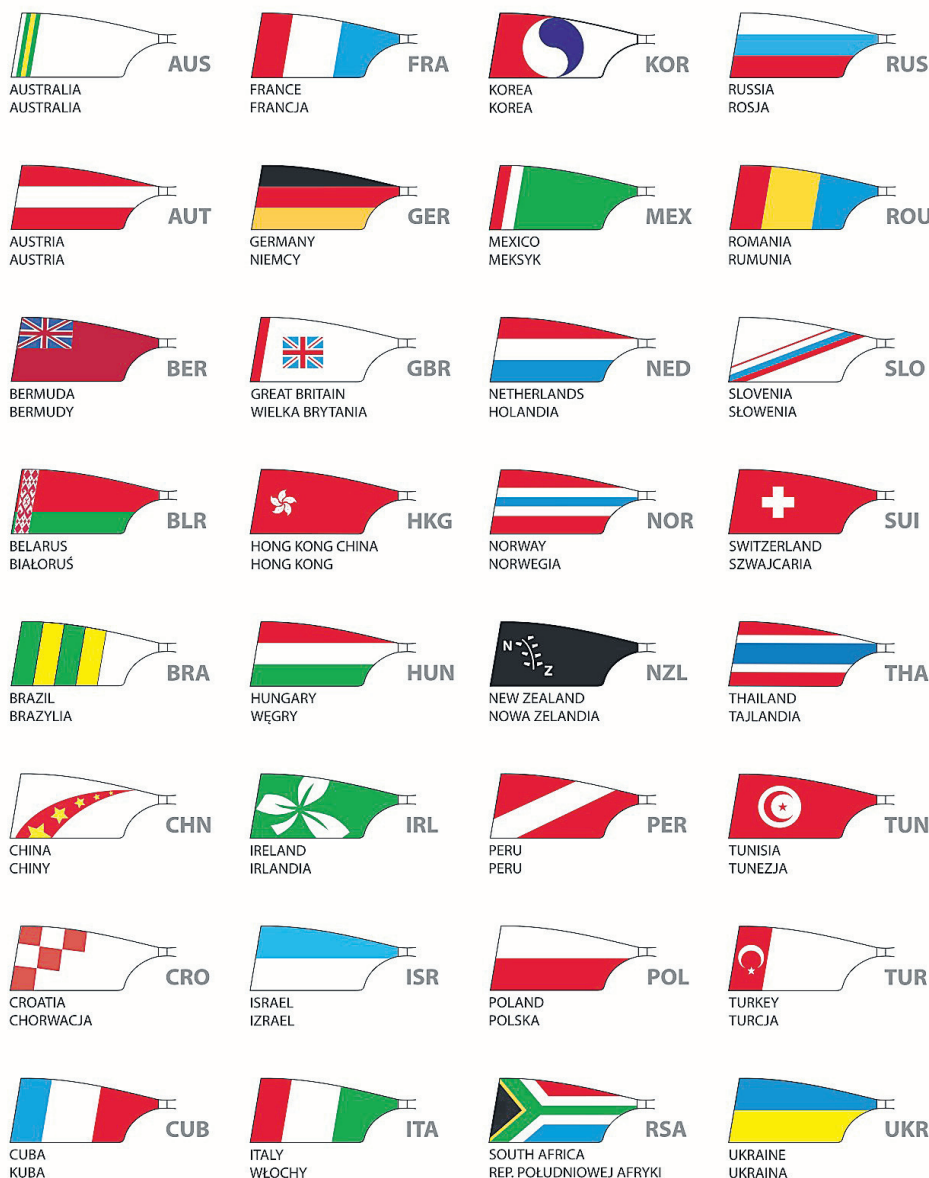 AUS
AUSTRALIA
AUSTRALIA
FRA
FRANCE
FRANCJA
KOR
KOREA
KOREA
RUS
RUSSIA
ROSJA
AUT
AUSTRIA
AUSTRIA
GER
GERMANY
NIEMCY
MEX
MEXICO
MEKSYK
ROU
ROMANIA
RUMUNIA
BER
BERMUDA
BERMUDY
GBR
GREAT BRITAIN
WIELKA BRYTANIA
NED
NETHERLANDS
HOLANDIA
SLO
SLOVENIA
SŁOWENIA
BLR
BELARUS
BIAŁORUŚ
HKG
HONG KONG CHINA
HONG KONG
NOR
NORWAY
NORWEGIA
SUI
SWITZERLAND
SZWAJCARIA
BRA
BRAZIL
BRAZYLIA
HUN
HUNGARY
WĘGRY
N
Z
NZL
NEW ZEALAND
NOWA ZELANDIA
THA
THAILAND
TAJLANDIA
CHN
CHINA
CHINY
IRL
IRELAND
IRLANDIA
PER
PERU
PERU
TUN
TUNISIA
TUNEZJA
CRO
CROATIA
CHORWACJA
ISR
ISRAEL
IZRAEL
POL
POLAND
POLSKA
TUR
TURKEY
TURCJA
CUB
CUBA
KUBA
ITA
ITALY
WŁOCHY
RSA
SOUTH AFRICA
REP. POŁUDNIOWEJ AFRYKI
UKR
UKRAINE
UKRAINA